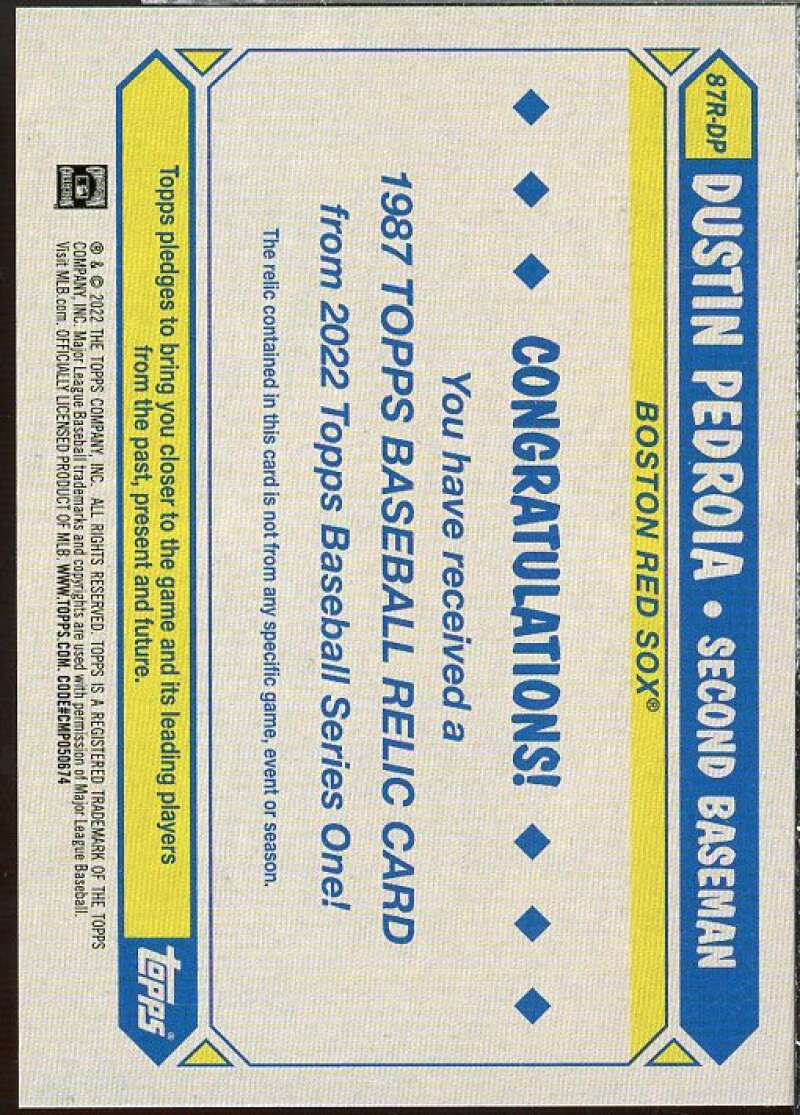 87R-DP
DUSTIN PEDROIA • SECOND BASEMAN
BOSTON RED SOX®
CONGRATULATIONS!
You have received a
1987 TOPPS BASEBALL RELIC CARD
from 2022 Topps Baseball Series One!
The relic contained in this card is not from any specific game, event or season.
Topps pledges to bring you closer to the game and its leading players
from the past, present and future.
topps®
® & © 2022 THE TOPPS COMPANY, INC. ALL RIGHTS RESERVED. TOPPS IS A REGISTERED TRADEMARK OF THE TOPPS
COMPANY, INC. Major League Baseball trademarks and copyrights are used with permission of Major League Baseball.
Visit MLB.com. OFFICIALLY LICENSED PRODUCT OF MLB. WWW.TOPPS.COM. CODE#CMP050674